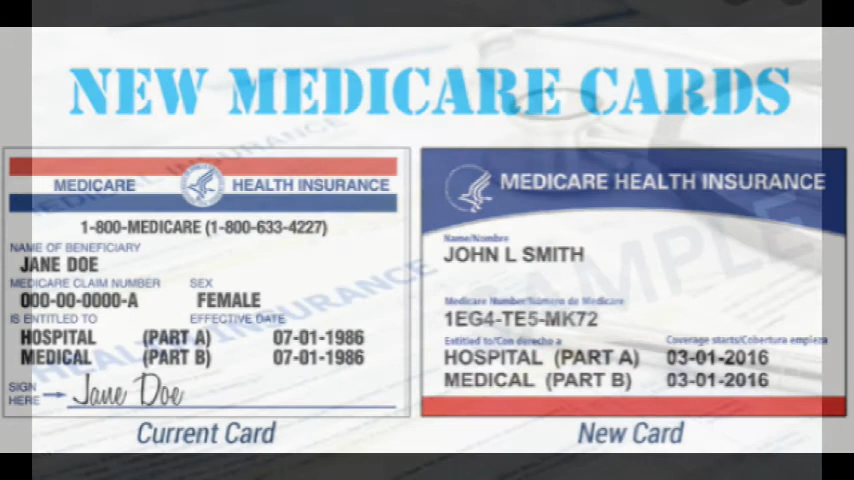 NEW MEDICARE CARDS
MEDICARE HEALTH INSURANCE
1-800-MEDICARE (1-800-633-4227)
NAME OF BENEFICIARY
JANE DOE
MEDICARE CLAIM NUMBER SEX
000-00-0000-A FEMALE
IS ENTITLED TO EFFECTIVE DATE
HOSPITAL (PART A) 07-01-1986
MEDICAL (PART B) 07-01-1986
SIGN HERE Jane Doe
Current Card
MEDICARE HEALTH INSURANCE
Name/Nombre
JOHN L SMITH
Medicare Number/Número de Medicare
1EG4-TE5-MK72
Entitled to/Con derecho a Coverage starts/Cobertura empieza
HOSPITAL (PART A) 03-01-2016
MEDICAL (PART B) 03-01-2016
New Card
SAMPLE
MEDICAL INSURANCE
HEALTH INSURANCE